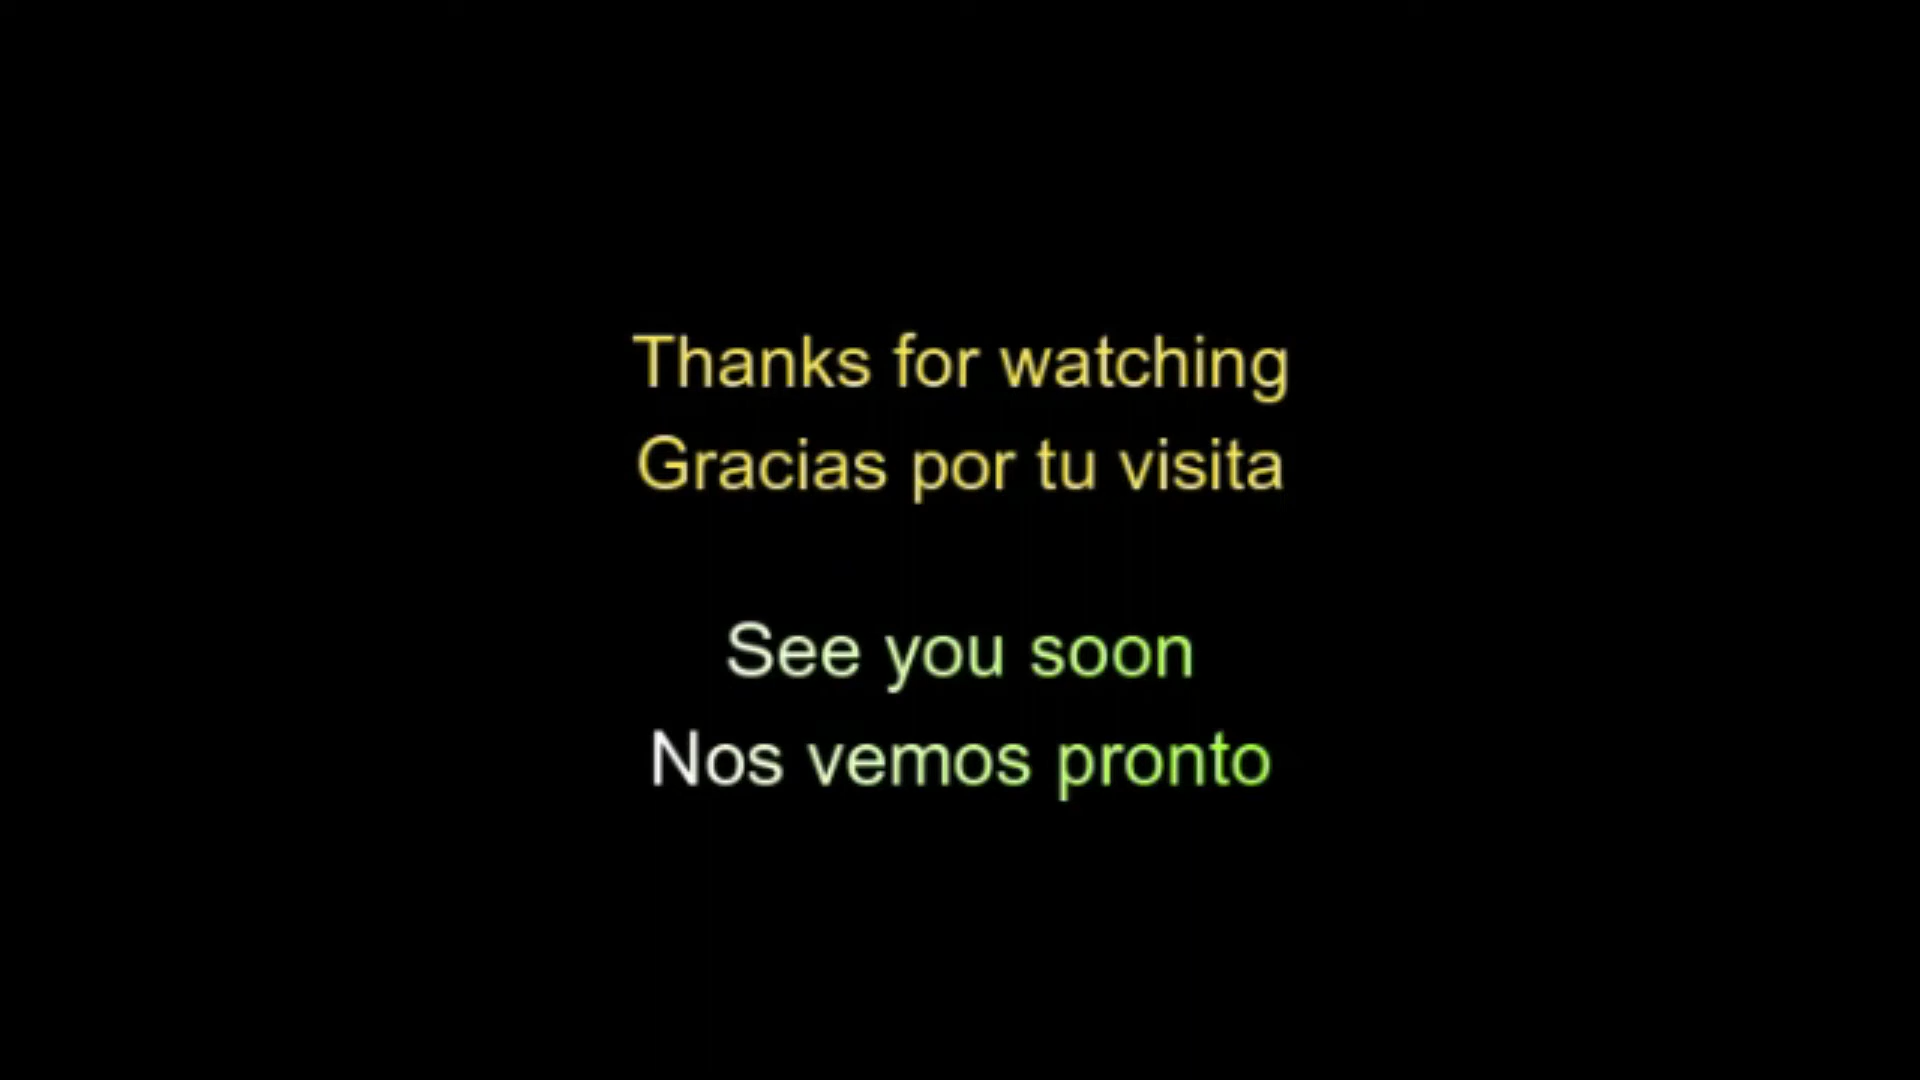 Thanks for watching
Gracias por tu visita
See you soon
Nos vemos pronto